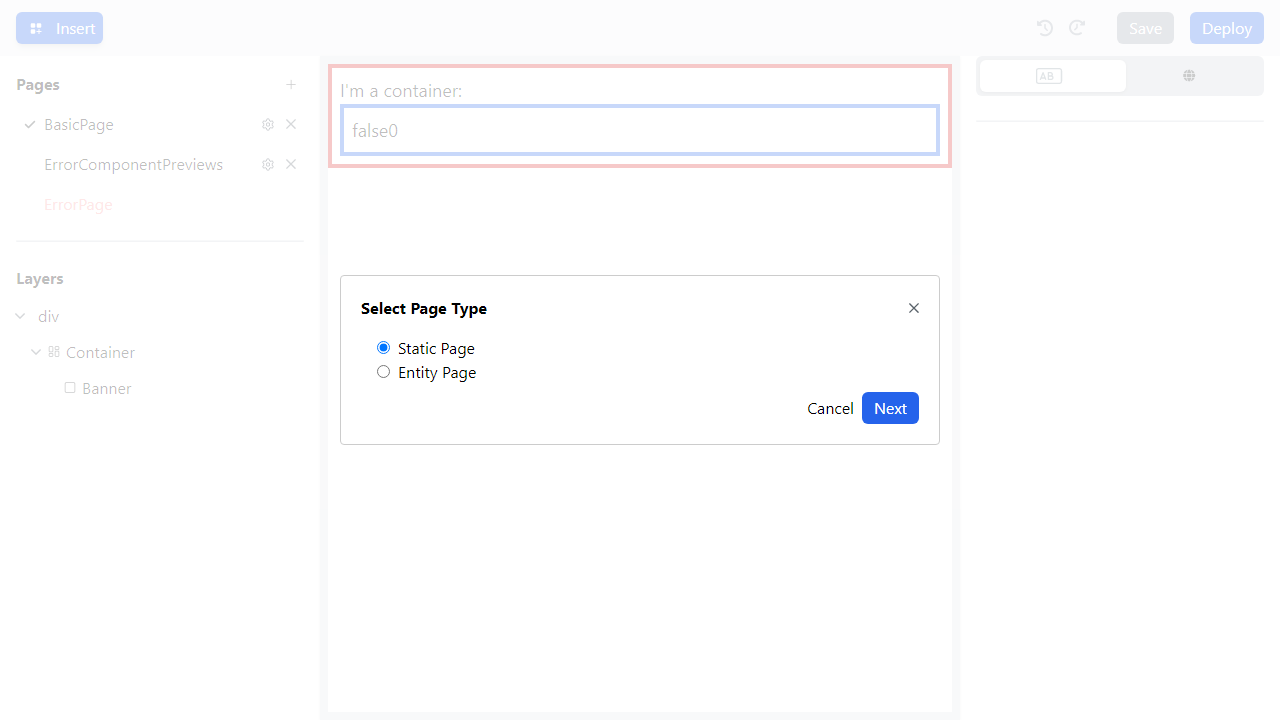 Insert
Save
Deploy
Pages
BasicPage
ErrorComponentPreviews
ErrorPage
Layers
div
Container
Banner
I'm a container:
false0
AB
Select Page Type
Static Page
Entity Page
Cancel
Next